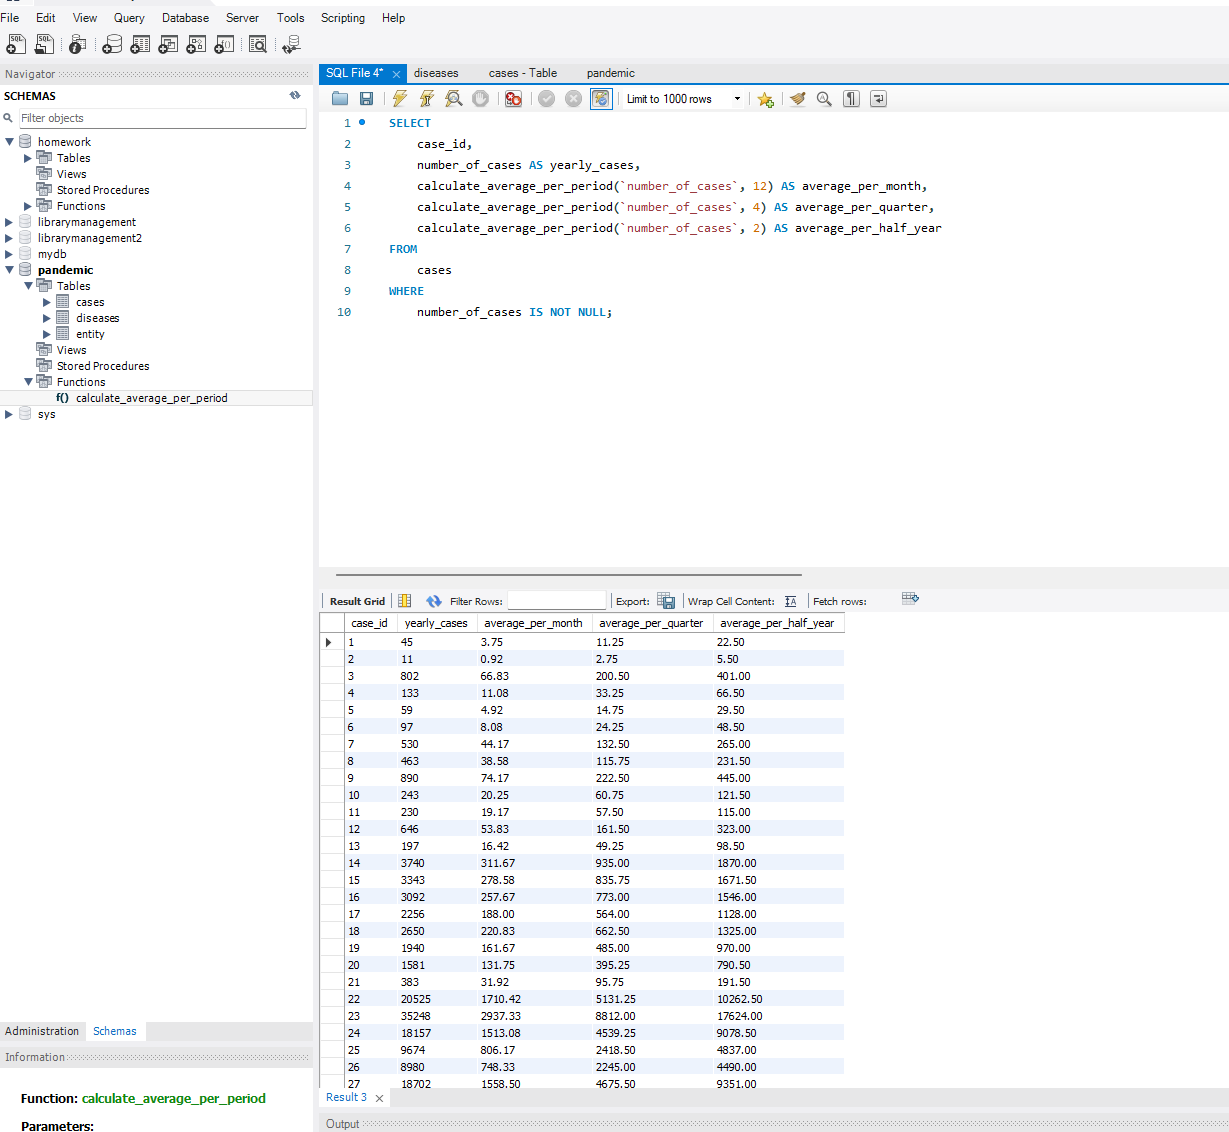 File Edit View Query Database Server Tools Scripting Help
Navigator
SCHEMAS
Filter objects
homework
Tables
Views
Stored Procedures
Functions
librarymanagement
librarymanagement2
mydb
pandemic
Tables
cases
diseases
entity
Views
Stored Procedures
Functions
f() calculate_average_per_period
sys
Administration Schemas
Information
Function: calculate_average_per_period
Parameters:
SQL File 4* diseases cases - Table pandemic
Limit to 1000 rows
1 SELECT
2 case_id,
3 number_of_cases AS yearly_cases,
4 calculate_average_per_period(`number_of_cases`, 12) AS average_per_month,
5 calculate_average_per_period(`number_of_cases`, 4) AS average_per_quarter,
6 calculate_average_per_period(`number_of_cases`, 2) AS average_per_half_year
7 FROM
8 cases
9 WHERE
10 number_of_cases IS NOT NULL;
Result Grid Filter Rows: Export: Wrap Cell Content: Fetch rows:
case_id yearly_cases average_per_month average_per_quarter average_per_half_year
1 45 3.75 11.25 22.50
2 11 0.92 2.75 5.50
3 802 66.83 200.50 401.00
4 133 11.08 33.25 66.50
5 59 4.92 14.75 29.50
6 97 8.08 24.25 48.50
7 530 44.17 132.50 265.00
8 463 38.58 115.75 231.50
9 890 74.17 222.50 445.00
10 243 20.25 60.75 121.50
11 230 19.17 57.50 115.00
12 646 53.83 161.50 323.00
13 197 16.42 49.25 98.50
14 3740 311.67 935.00 1870.00
15 3343 278.58 835.75 1671.50
16 3092 257.67 773.00 1546.00
17 2256 188.00 564.00 1128.00
18 2650 220.83 662.50 1325.00
19 1940 161.67 485.00 970.00
20 1581 131.75 395.25 790.50
21 383 31.92 95.75 191.50
22 20525 1710.42 5131.25 10262.50
23 35248 2937.33 8812.00 17624.00
24 18157 1513.08 4539.25 9078.50
25 9674 806.17 2418.50 4837.00
26 8980 748.33 2245.00 4490.00
27 18702 1558.50 4675.50 9351.00
Result 3
Output